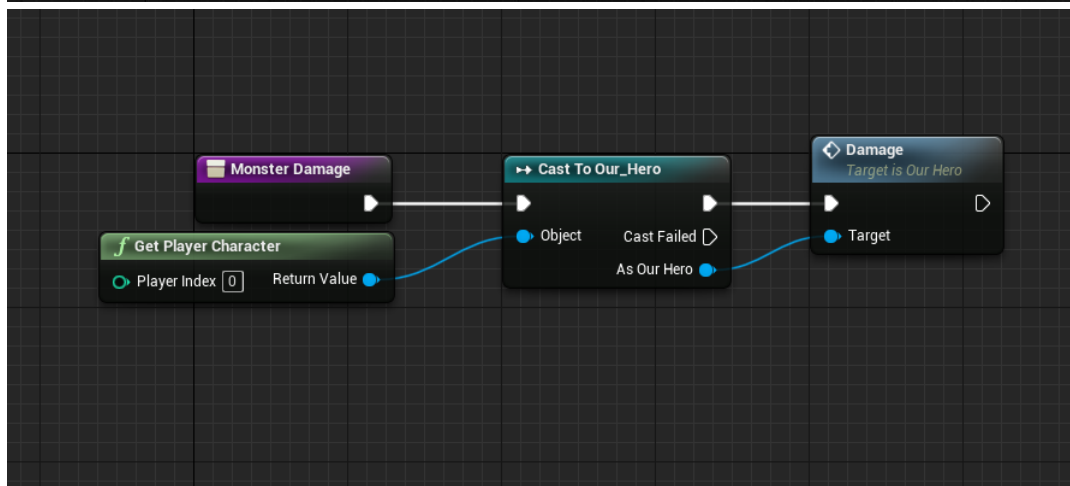 Monster Damage
Get Player Character
Player Index 0
Return Value
Cast To Our_Hero
Object
Cast Failed
As Our Hero
Damage
Target is Our Hero
Target